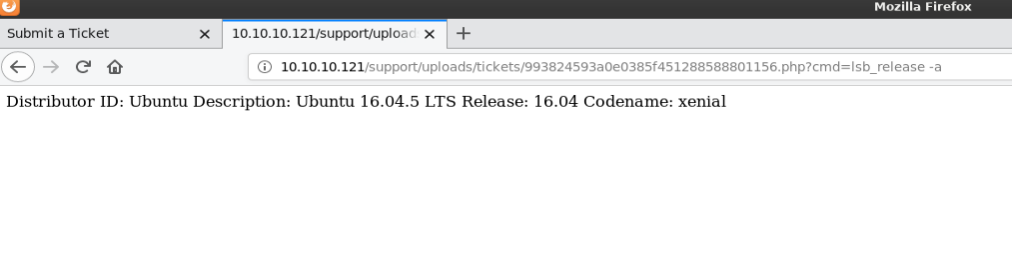 Mozilla Firefox
Submit a Ticket
10.10.10.121/support/upload
10.10.10.121/support/uploads/tickets/993824593a0e0385f451288588801156.php?cmd=lsb_release -a
Distributor ID: Ubuntu Description: Ubuntu 16.04.5 LTS Release: 16.04 Codename: xenial